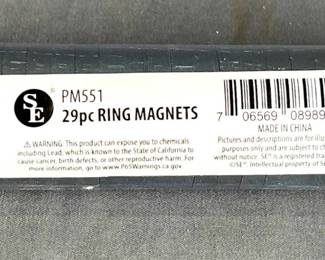 SE®
PM551
29pc RING MAGNETS
⚠WARNING: This product can expose you to chemicals
including Lead, which is known to the State of California to
cause cancer, birth defects, or other reproductive harm. For
more information, go to www.P65Warnings.ca.gov
7 06569 08989
MADE IN CHINA
Pictures and descriptions are for illu
purposes only and are subject to cha
without notice. SE® is a registered tra
©SE®. Intellectual property of S